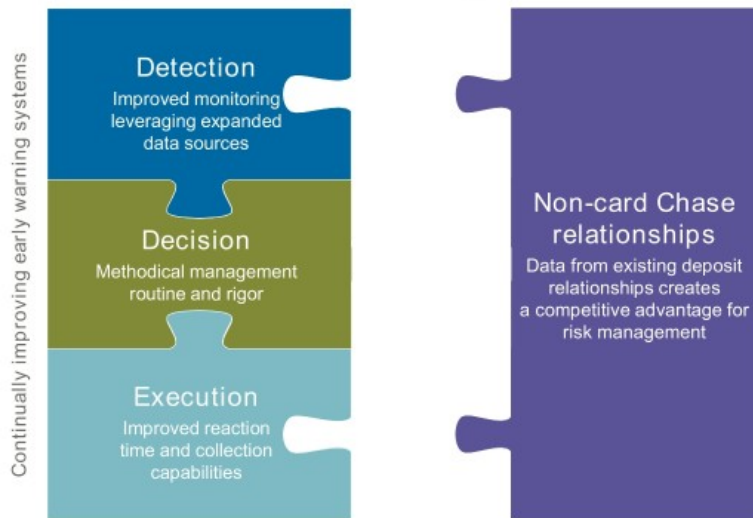 Continually improving early warning systems
Detection
Improved monitoring
leveraging expanded
data sources
Decision
Methodical management
routine and rigor
Execution
Improved reaction
time and collection
capabilities
Non-card Chase
relationships
Data from existing deposit
relationships creates
a competitive advantage for
risk management